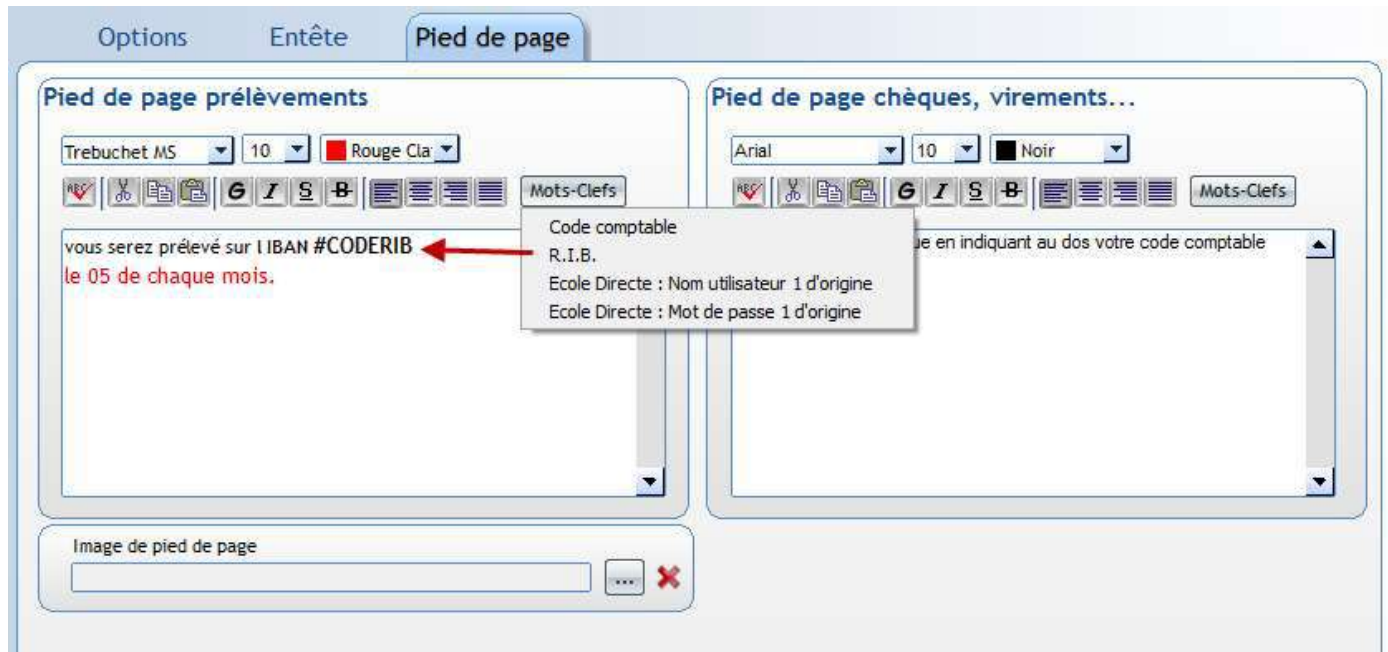 Options Entête Pied de page
Pied de page prélèvements
Trebuchet MS 10 Rouge Cla
ABC G I S B Mots-Clefs
vous serez prélevé sur l IBAN #CODERIB
le 05 de chaque mois.
Code comptable
R.I.B.
Ecole Directe : Nom utilisateur 1 d'origine
Ecole Directe : Mot de passe 1 d'origine
Pied de page chèques, virements...
Arial 10 Noir
ABC G I S B Mots-Clefs
ue en indiquant au dos votre code comptable
Image de pied de page
...